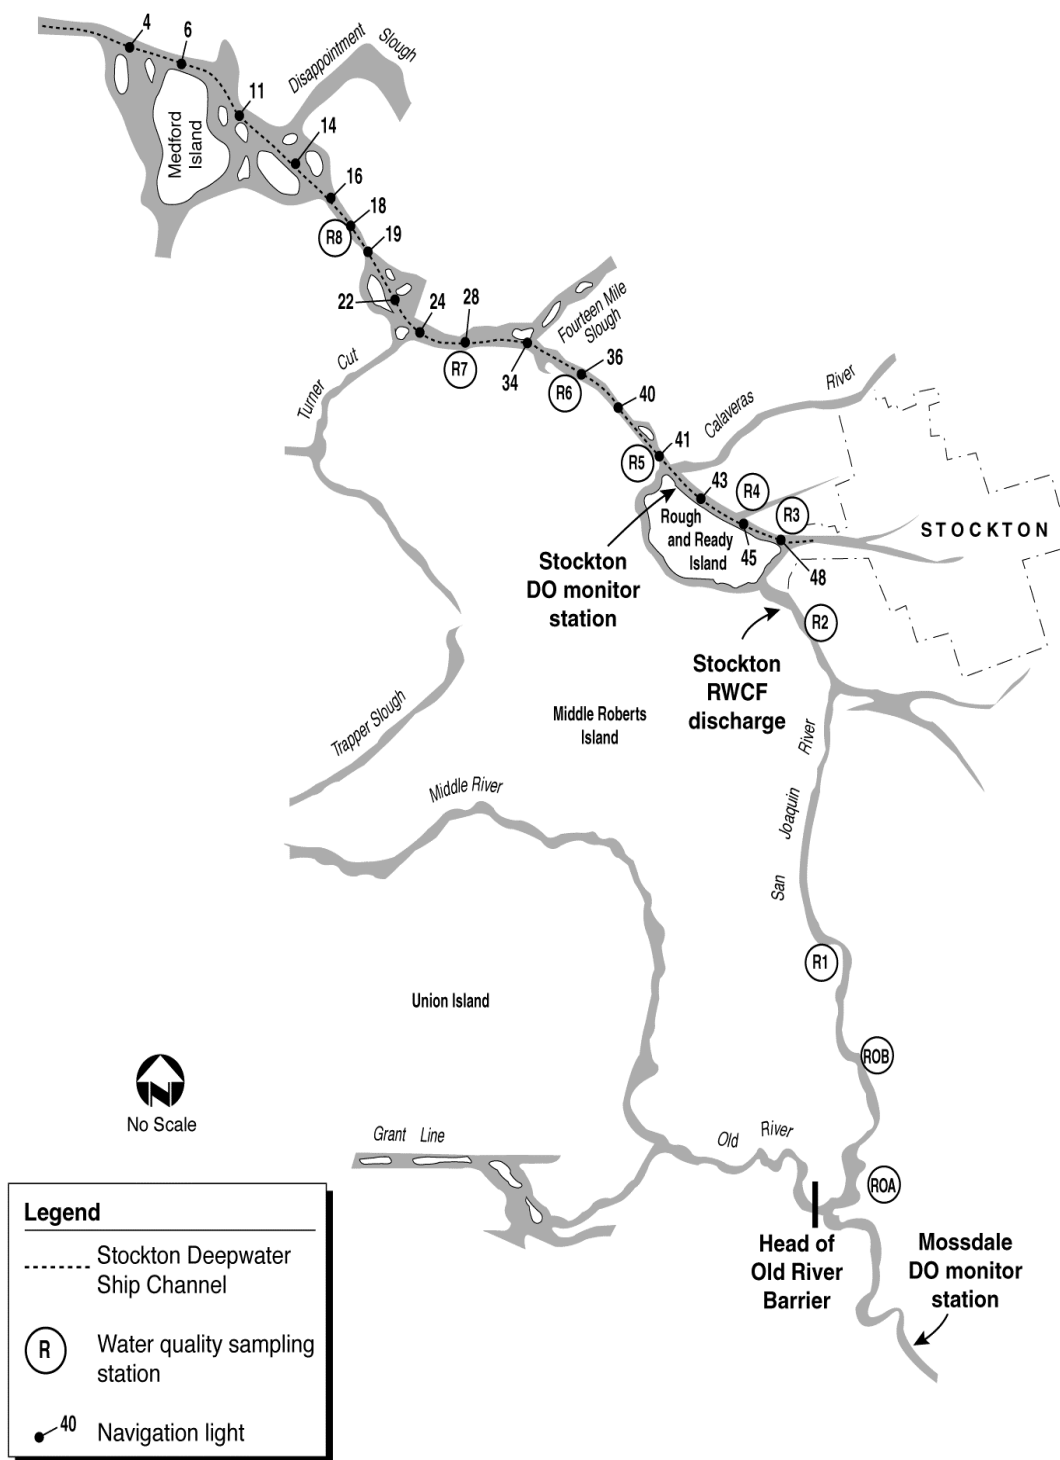 4
6
Disappointment
Slough
11
14
Medford
Island
16
18
R8
19
22
24
28
Fourteen Mile
Slough
R7
34
36
R6
40
Turner
Cut
Calaveras
River
41
R5
43
R4
R3
Rough
and Ready
Island
45
48
STOCKTON
Stockton
DO monitor
station
R2
Stockton
RWCF
discharge
Middle Roberts
Island
Trapper Slough
Middle River
San
Joaquin
River
R1
Union Island
ROB
No Scale
Grant Line
Old River
ROA
Head of
Old River
Barrier
Mossdale
DO monitor
station
Legend
Stockton Deepwater
Ship Channel
R
Water quality sampling
station
40
Navigation light
N